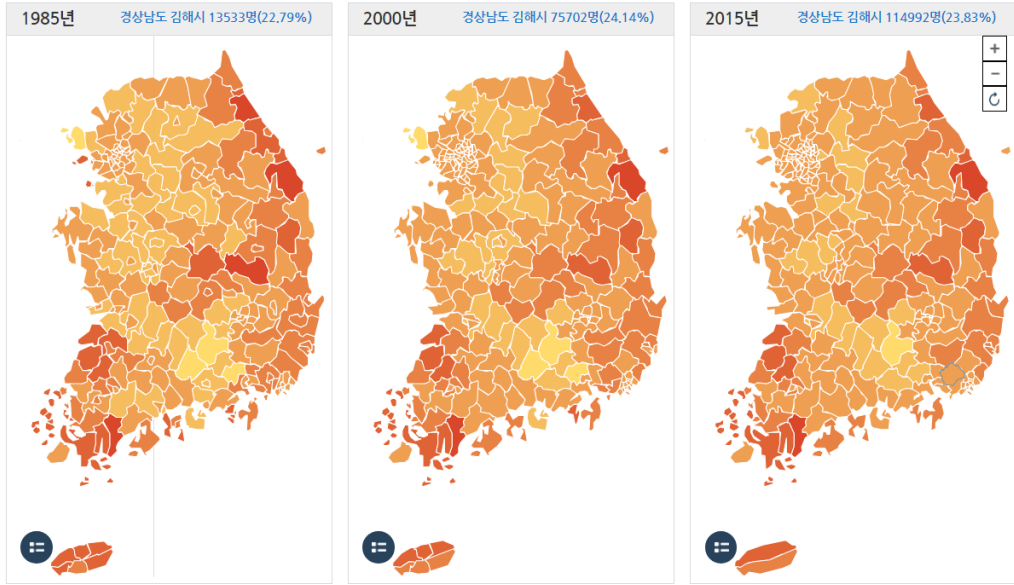 1985년 경상남도 김해시 13533명(22.79%)
2000년 경상남도 김해시 75702명(24.14%)
2015년 경상남도 김해시 114992명(23.83%)
+
−